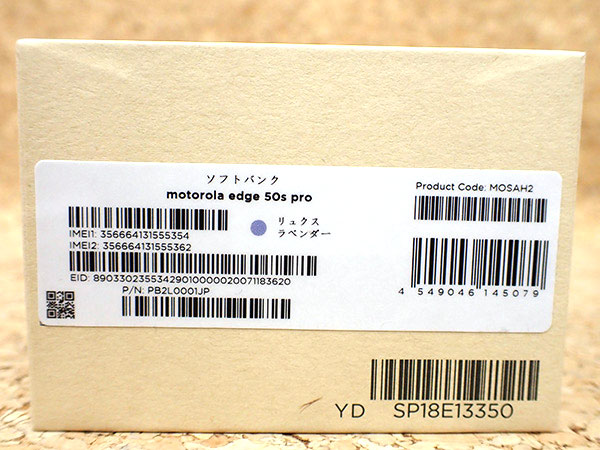 ソフトバンク
motorola edge 50s pro
Product Code: MOSAH2
リュクス
ラベンダー
IMEI1: 356664131555354
IMEI2: 356664131555362
EID: 89033023553429010000020071183620
P/N: PB2L0001JP
4 549046 145079
YD SP18E13350